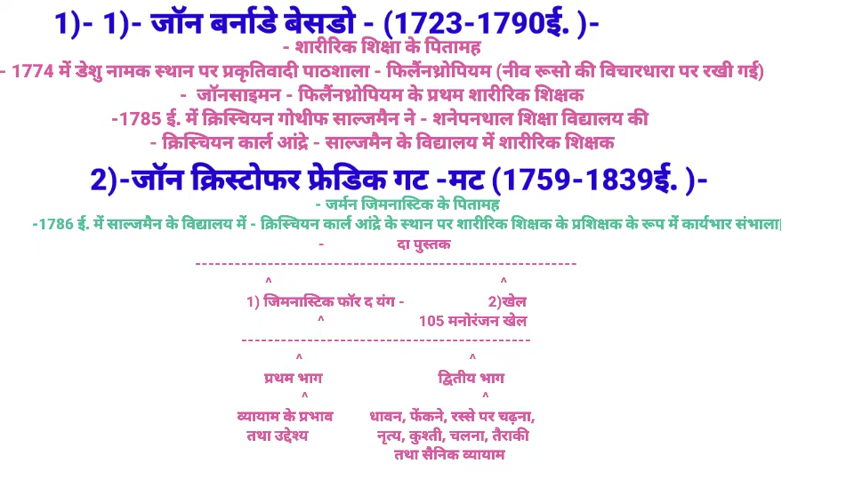 1)- 1)- जॉन बर्नाडे बेसडो - (1723-1790ई. )-
- शारीरिक शिक्षा के पितामह
- 1774 में डेशु नामक स्थान पर प्रकृतिवादी पाठशाला - फिलैंनथ्रोपियम (नीव रूसो की विचारधारा पर रखी गई)
- जॉनसाइमन - फिलैंनथ्रोपियम के प्रथम शारीरिक शिक्षक
-1785 ई. में क्रिस्चियन गोथीफ साल्जमैन ने - शनेपनथाल शिक्षा विद्यालय की
- क्रिस्चियन कार्ल आंद्रे - साल्जमैन के विद्यालय में शारीरिक शिक्षक
2)-जॉन क्रिस्टोफर फ्रेडिक गट -मट (1759-1839ई. )-
- जर्मन जिमनास्टिक के पितामह
-1786 ई. में साल्जमैन के विद्यालय में - क्रिस्चियन कार्ल आंद्रे के स्थान पर शारीरिक शिक्षक के प्रशिक्षक के रूप में कार्यभार संभाला|
- दा पुस्तक
-----------------------------------------------------------
^ ^
1) जिमनास्टिक फॉर द यंग - 2)खेल
^ 105 मनोरंजन खेल
---------------------------------------------
^ ^
प्रथम भाग द्वितीय भाग
^ ^
व्यायाम के प्रभाव धावन, फेंकने, रस्से पर चढ़ना,
तथा उद्देश्य नृत्य, कुश्ती, चलना, तैराकी
तथा सैनिक व्यायाम